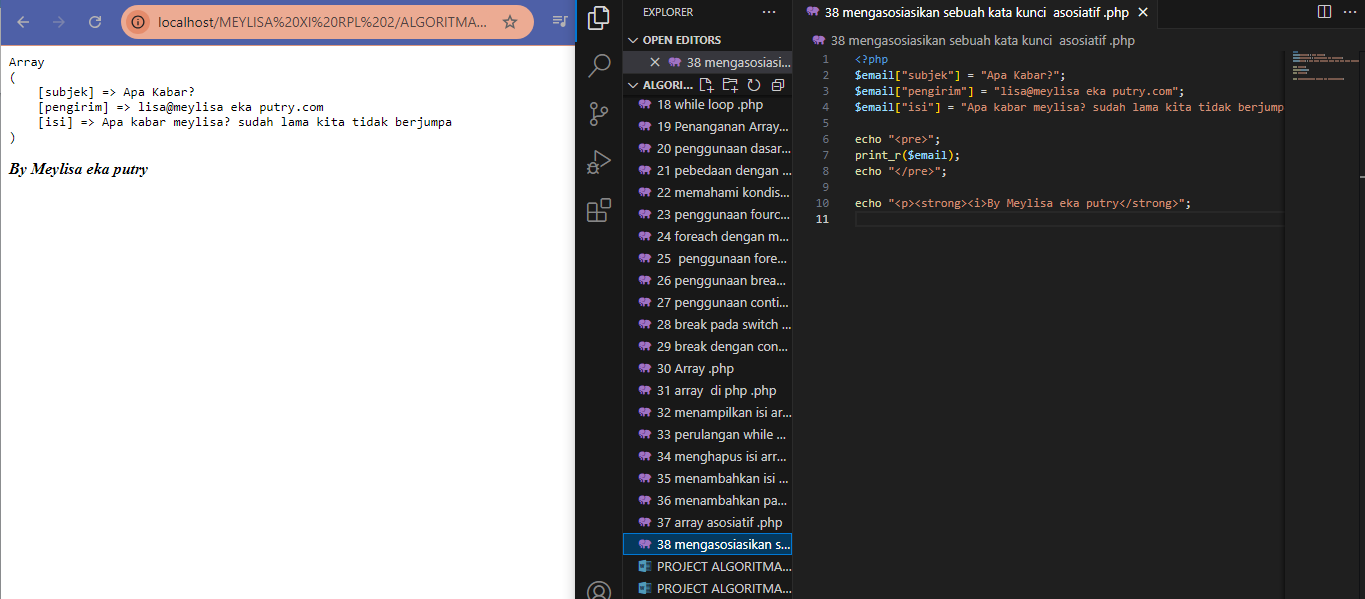 localhost/MEYLISA%20XI%20RPL%202/ALGORITMA...
Array
(
[subjek] => Apa Kabar?
[pengirim] => lisa@meylisa eka putry.com
[isi] => Apa kabar meylisa? sudah lama kita tidak berjumpa
)
By Meylisa eka putry
EXPLORER
OPEN EDITORS
38 mengasosiasi...
ALGORI...
18 while loop .php
19 Penanganan Array...
20 penggunaan dasar...
21 pebedaan dengan ...
22 memahami kondis...
23 penggunaan fourc...
24 foreach dengan m...
25 penggunaan fore...
26 penggunaan brea...
27 penggunaan conti...
28 break pada switch ...
29 break dengan con...
30 Array .php
31 array di php .php
32 menampilkan isi ar...
33 perulangan while ...
34 menghapus isi arr...
35 menambahkan isi ...
36 menambahkan pa...
37 array asosiatif .php
38 mengasosiasikan s...
PROJECT ALGORITMA...
PROJECT ALGORITMA...
38 mengasosiasikan sebuah kata kunci asosiatif .php
38 mengasosiasikan sebuah kata kunci asosiatif .php
1 <?php
2 $email["subjek"] = "Apa Kabar?";
3 $email["pengirim"] = "lisa@meylisa eka putry.com";
4 $email["isi"] = "Apa kabar meylisa? sudah lama kita tidak berjump
5
6 echo "<pre>";
7 print_r($email);
8 echo "</pre>";
9
10 echo "<p><strong><i>By Meylisa eka putry</strong>";
11